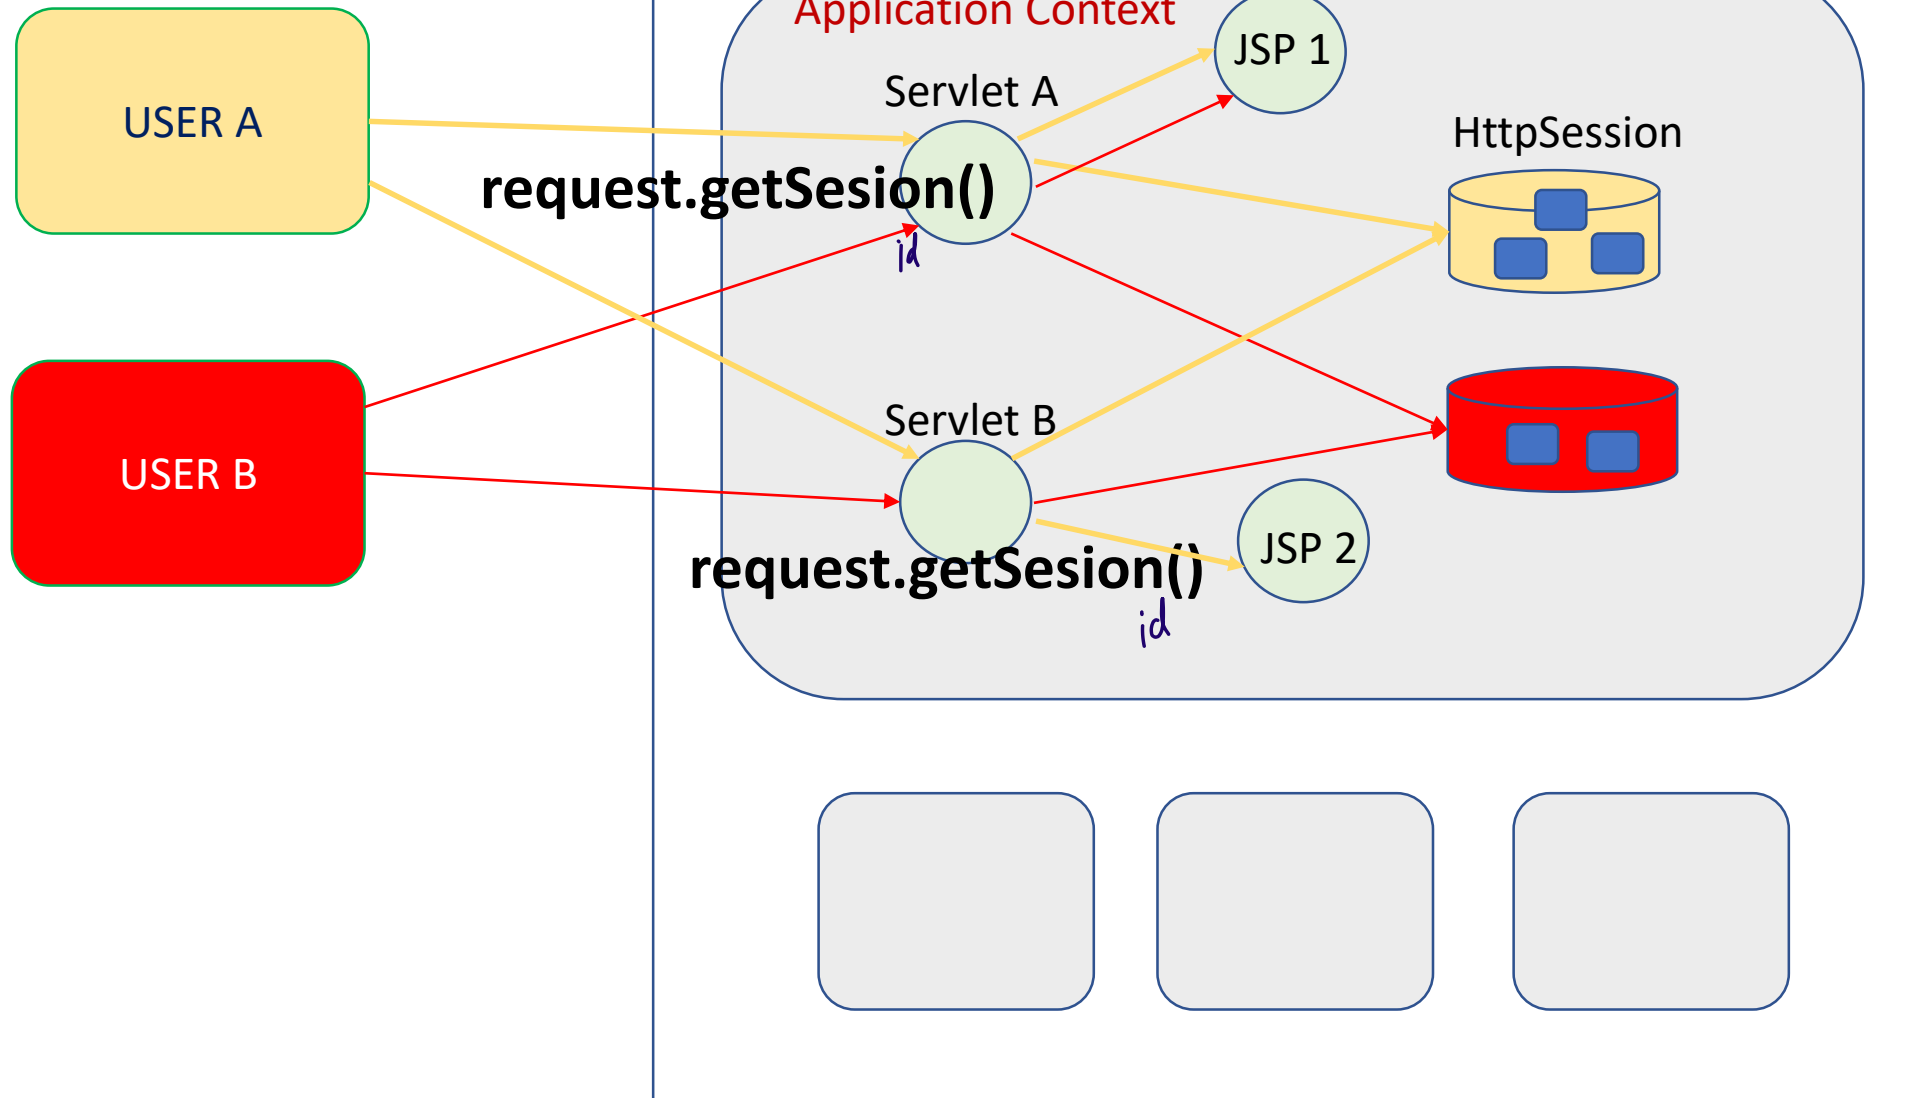 Application Context
JSP 1
Servlet A
USER A
HttpSession
request.getSesion()
id
Servlet B
USER B
JSP 2
request.getSesion()
id